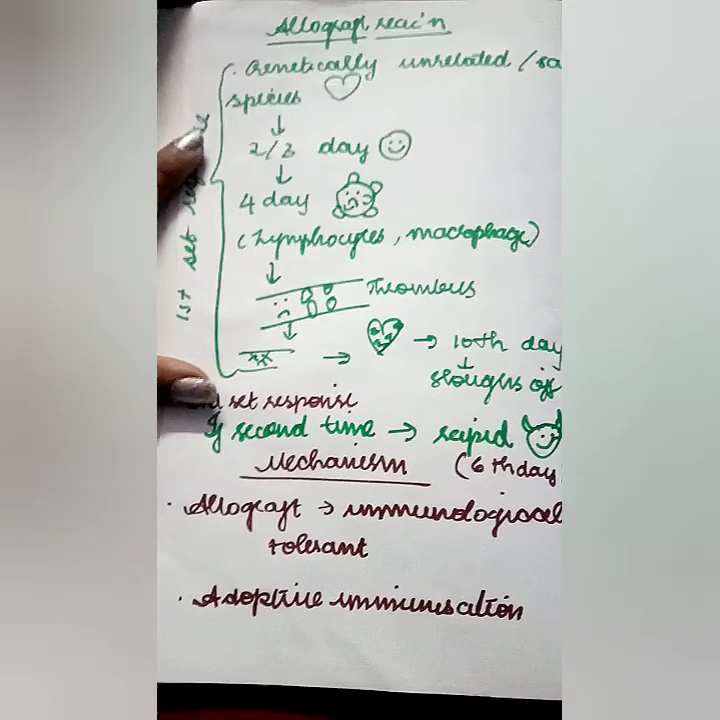 Allograft reac'n
. Genetically unrelated / sa
species
2/3 day
4 day
(Lymphocytes, macrophage)
Thrombus
xx → → 10th day
sloughs off
1st set response
2nd set response
If second time → rapid
(6th day
Mechanism
. Allograft → immunological
tolerant
. Adoptive immunisation